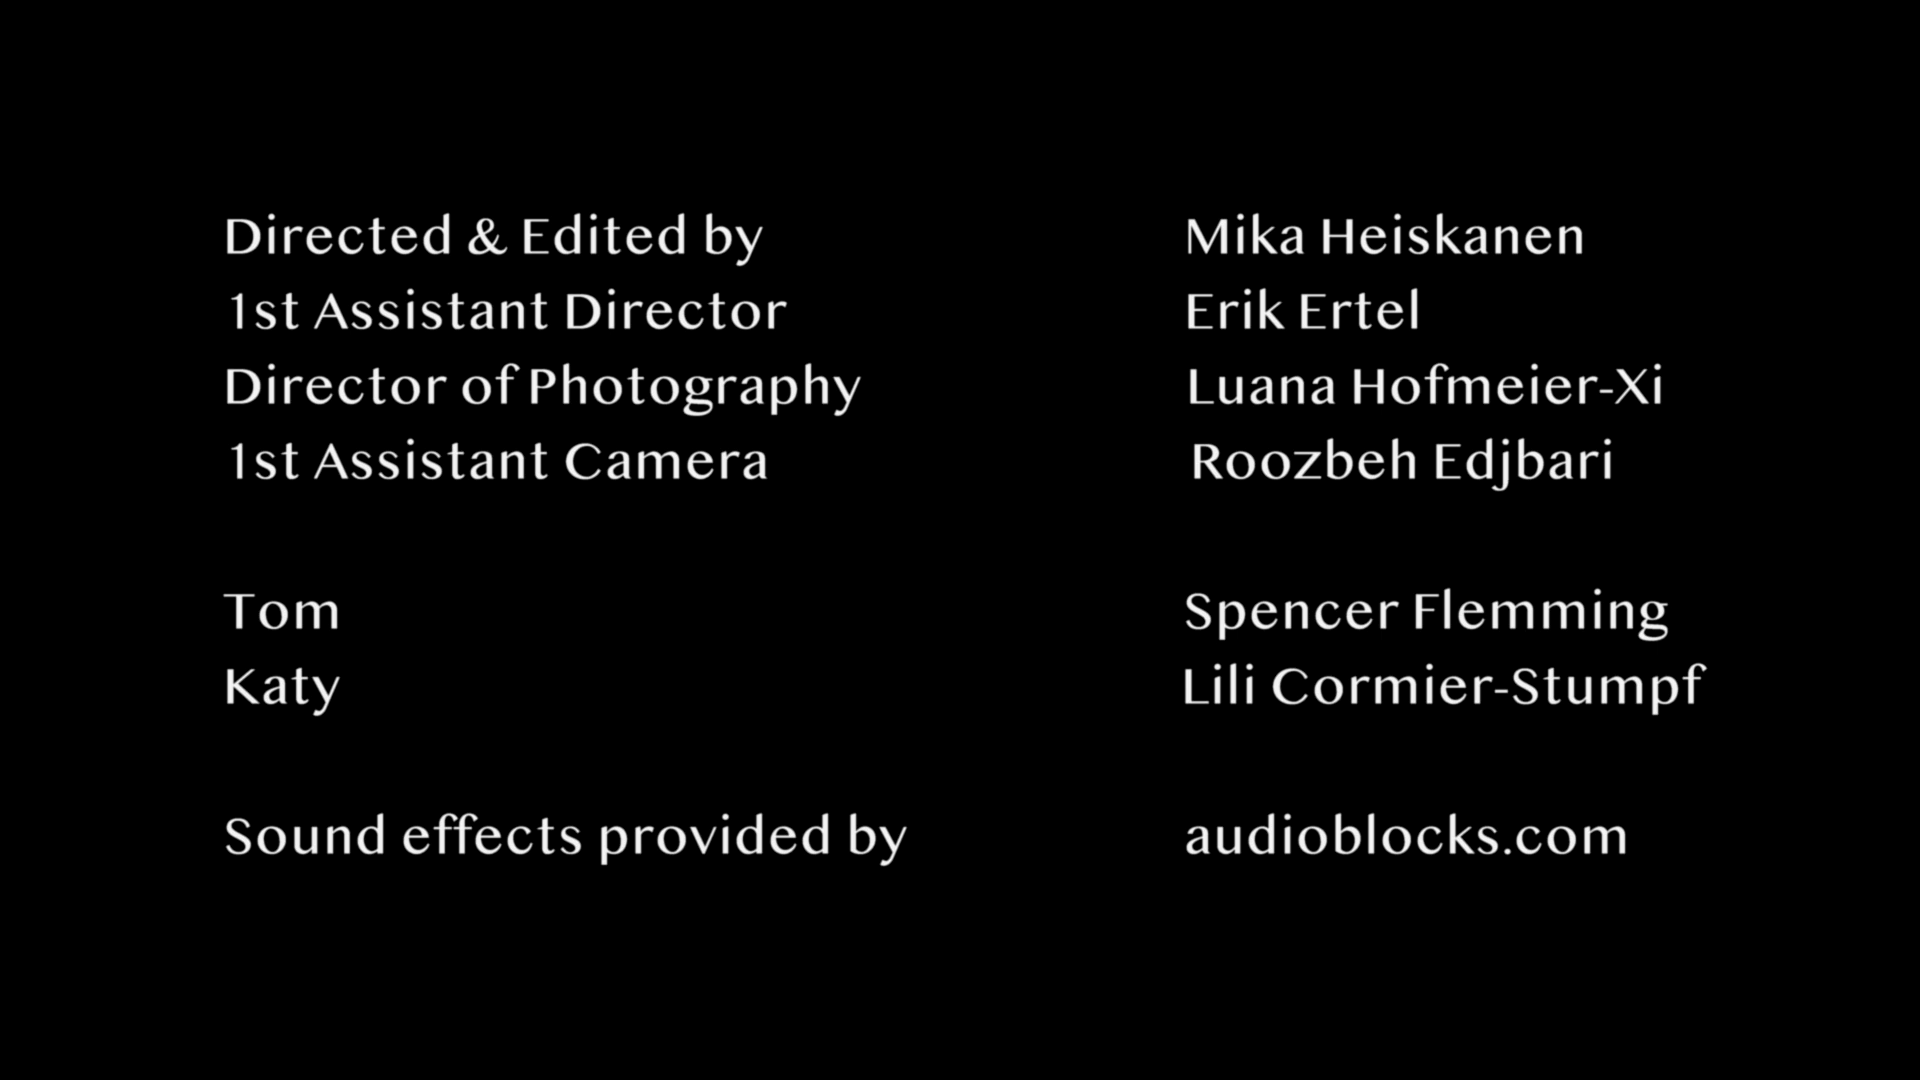 Directed & Edited by Mika Heiskanen
1st Assistant Director Erik Ertel
Director of Photography Luana Hofmeier-Xi
1st Assistant Camera Roozbeh Edjbari
Tom Spencer Flemming
Katy Lili Cormier-Stumpf
Sound effects provided by audioblocks.com